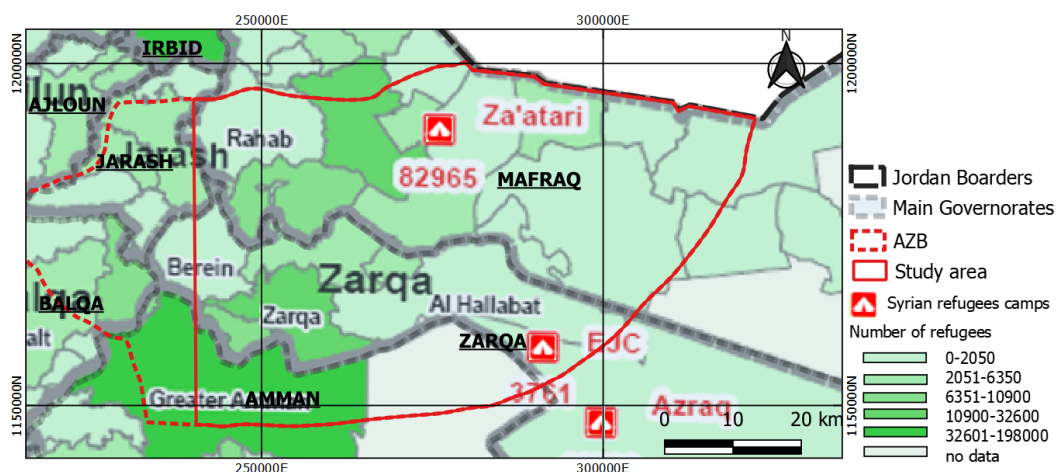 250000E
300000E
N
1200000N
1200000N
IRBID
AJLOUN
Jarash
JARASH
Rahab
Za'atari
82965
MAFRAQ
Jordan Boarders
Main Governorates
AZB
Study area
Syrian refugees camps
Number of refugees
0-2050
2051-6350
6351-10900
10900-32600
32601-198000
no data
Berein
Zarqa
Al Hallabat
BALQA
Zarqa
ZARQA
EJC
3761
Azraq
Greater
AMMAN
1150000N
1150000N
0 10 20 km
250000E
300000E